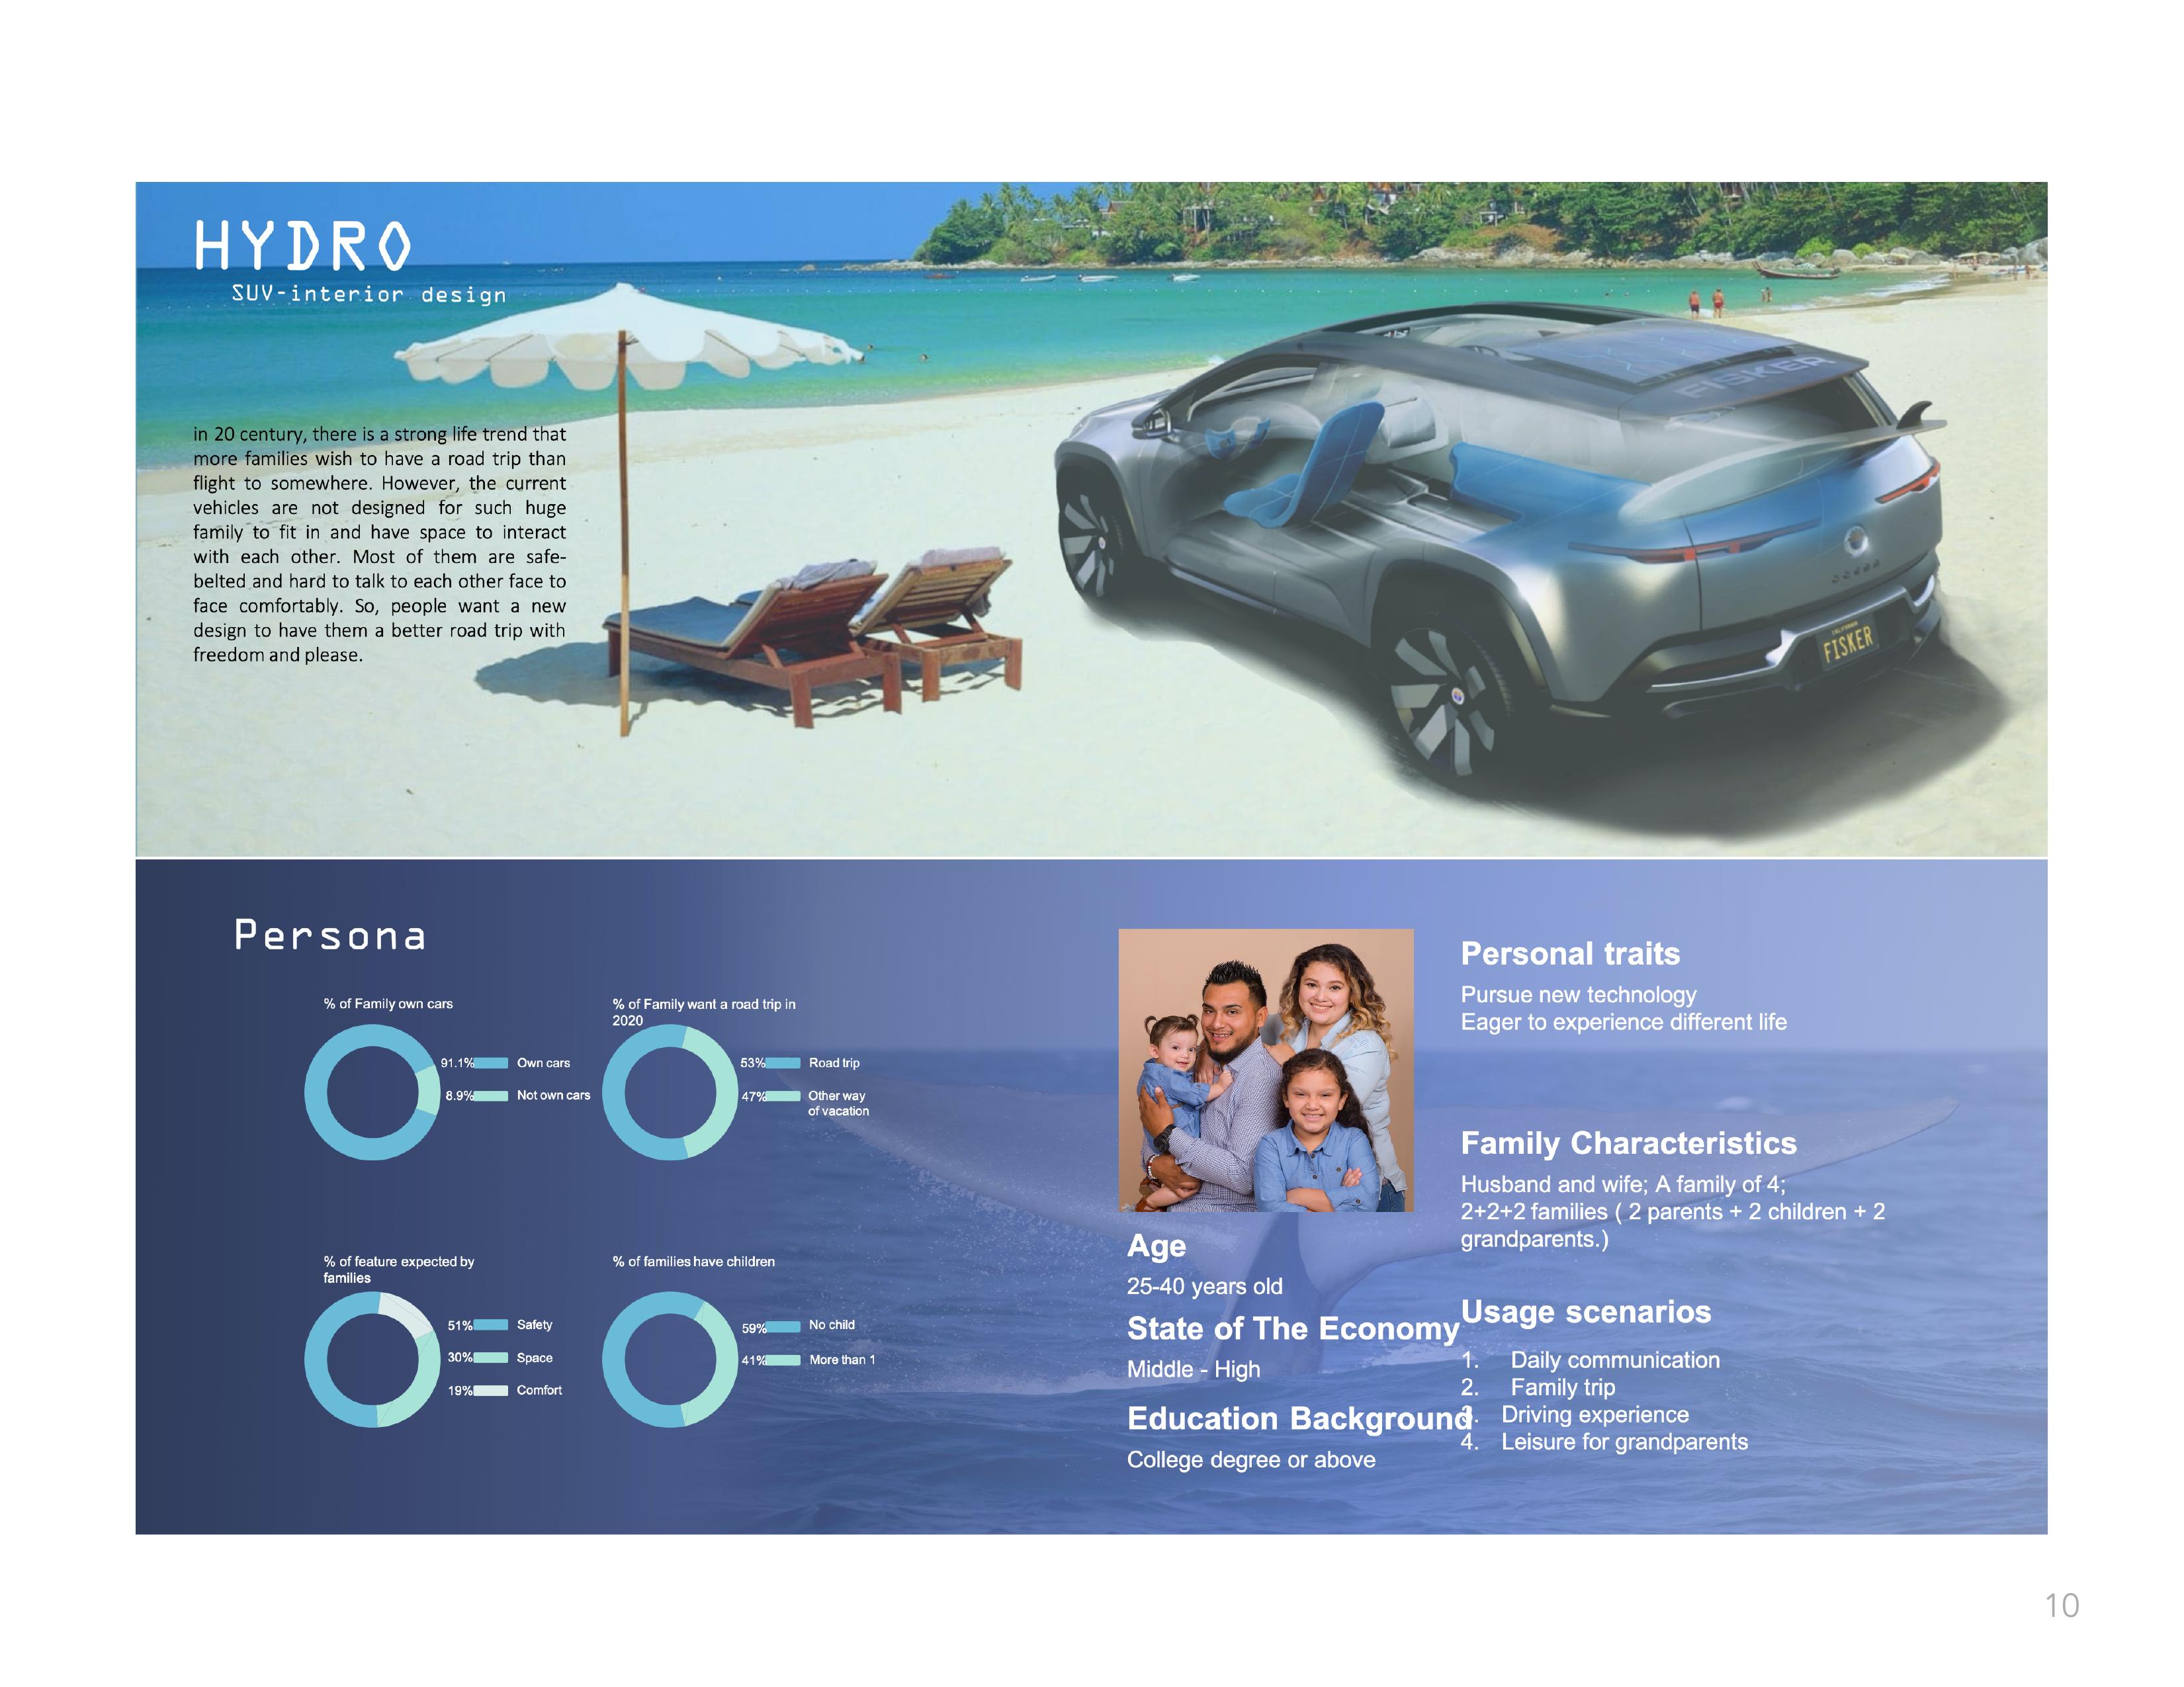 HYDRO
SUV-interior design
in 20 century, there is a strong life trend that
more families wish to have a road trip than
flight to somewhere. However, the current
vehicles are not designed for such huge
family to fit in and have space to interact
with each other. Most of them are safe-
belted and hard to talk to each other face to
face comfortably. So, people want a new
design to have them a better road trip with
freedom and please.
FISKER
CALIFORNIA
FISKER
Persona
% of Family own cars
91.1% Own cars
8.9% Not own cars
% of Family want a road trip in
2020
53% Road trip
47% Other way
of vacation
% of feature expected by
families
51% Safety
30% Space
19% Comfort
% of families have children
59% No child
41% More than 1
Age
25-40 years old
State of The Economy
Middle - High
Education Background
College degree or above
Personal traits
Pursue new technology
Eager to experience different life
Family Characteristics
Husband and wife; A family of 4;
2+2+2 families ( 2 parents + 2 children + 2
grandparents.)
Usage scenarios
1. Daily communication
2. Family trip
3. Driving experience
4. Leisure for grandparents
10